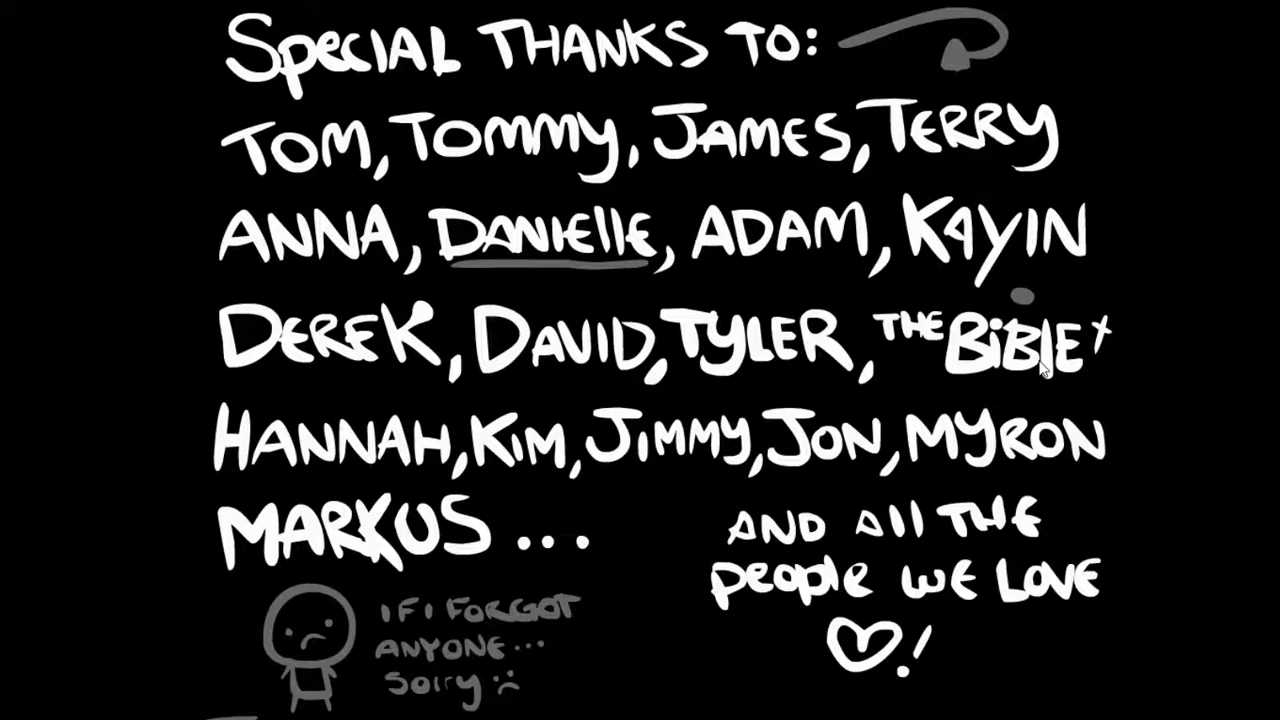 Special THANKS TO:
TOM, TOMMY, JAMES, TERRY
ANNA, DANIElle, ADAM, KAYIN
DEREK, DAVID, TYLER, THE BiBLE
HANNAH, KiM, JiMMY, JON, MYRON
MARKUS ...
AND All THE
people WE LOVE
♡!
IF I FORGOT
ANYONE...
Sorry :(